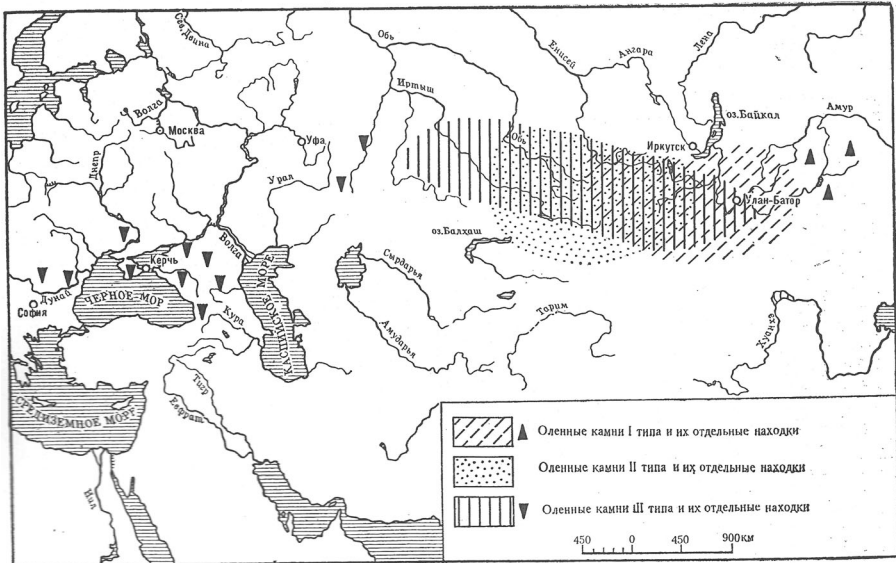 Сев. Двина
Обь
Енисей
Ангара
Лена
Иртыш
оз.Байкал
Амур
Волга
Москва
Уфа
Обь
Иркутск
Днепр
Урал
Улан-Батор
Волга
оз.Балхаш
Керчь
Сырдарья
Дунай
ЧЕРНОЕ МОР
КАСПИЙСКОЕ МОРЕ
София
Кура
Амударья
Торим
Хуанхэ
Тигр
Евфрат
СРЕДИЗЕМНОЕ МОРЕ
Нил
Оленные камни I типа и их отдельные находки
Оленные камни II типа и их отдельные находки
Оленные камни III типа и их отдельные находки
450 0 450 900км